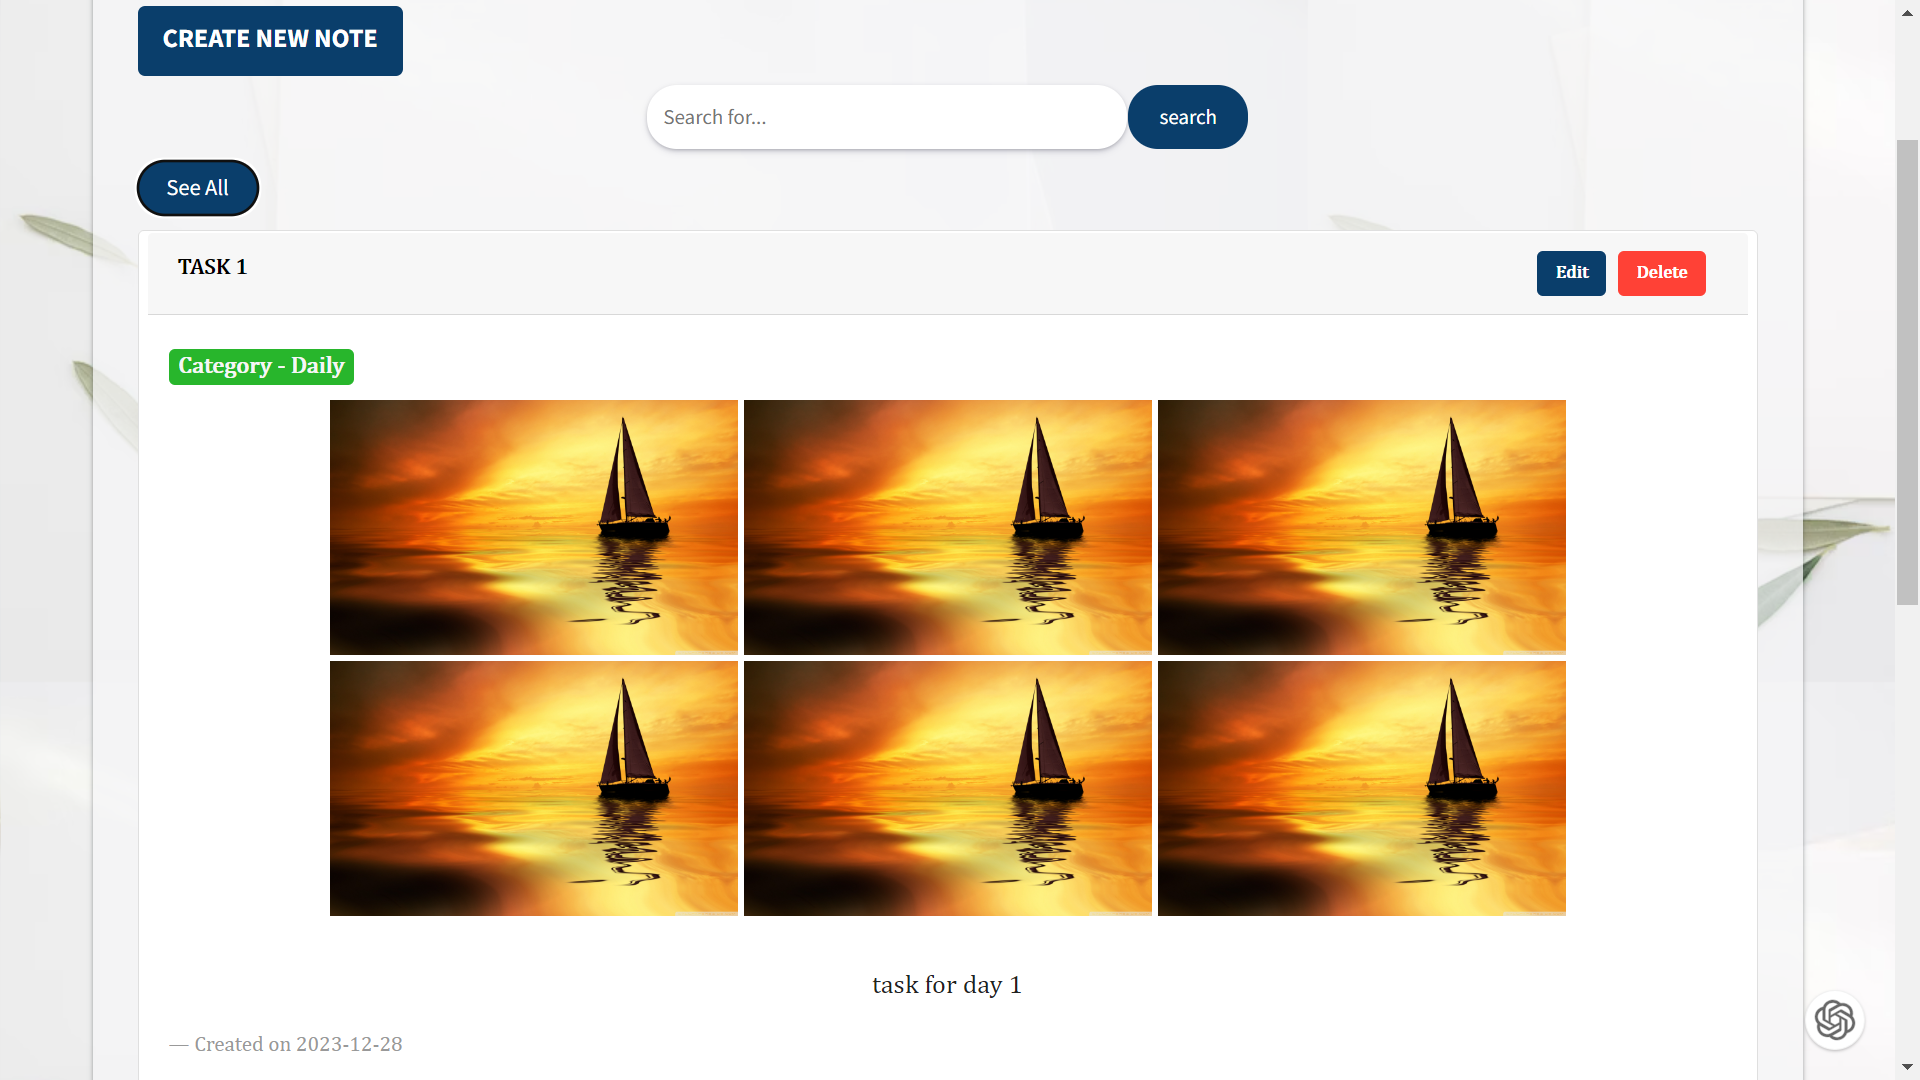 CREATE NEW NOTE
Search for...
search
See All
TASK 1
Edit
Delete
Category - Daily
task for day 1
— Created on 2023-12-28